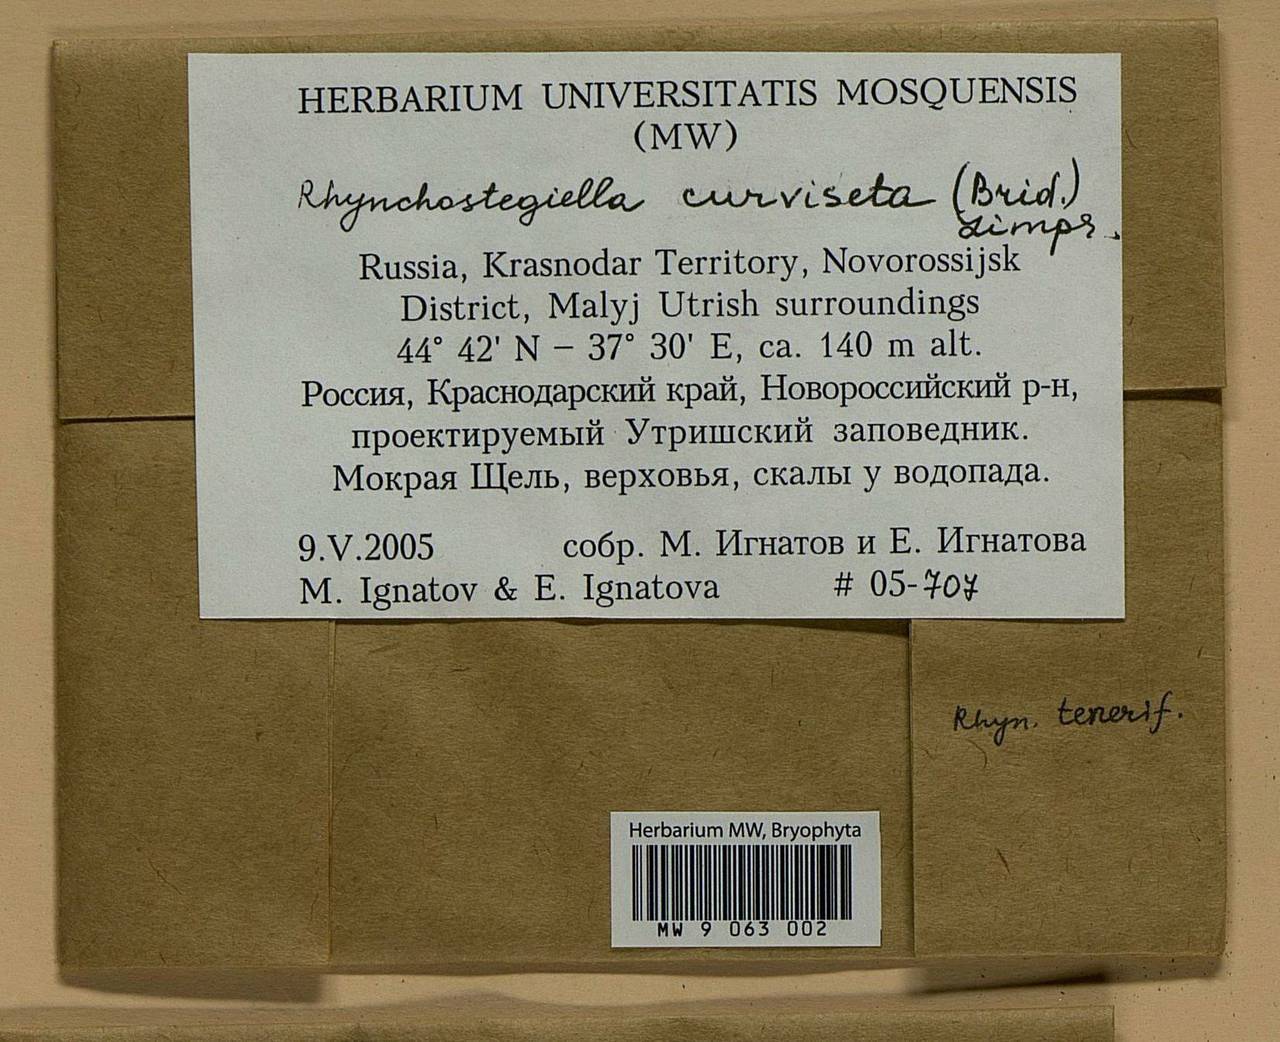 HERBARIUM UNIVERSITATIS MOSQUENSIS
(MW)
Rhynchostegiella curviseta (Brid.)
Limpr.
Russia, Krasnodar Territory, Novorossijsk
District, Malyj Utrish surroundings
44° 42' N – 37° 30' E, ca. 140 m alt.
Россия, Краснодарский край, Новороссийский р-н,
проектируемый Утришский заповедник.
Мокрая Щель, верховья, скалы у водопада.
9.V.2005 собр. М. Игнатов и Е. Игнатова
M. Ignatov & E. Ignatova # 05-707
Rhyn. tenerif.
Herbarium MW, Bryophyta
MW 9 063 002